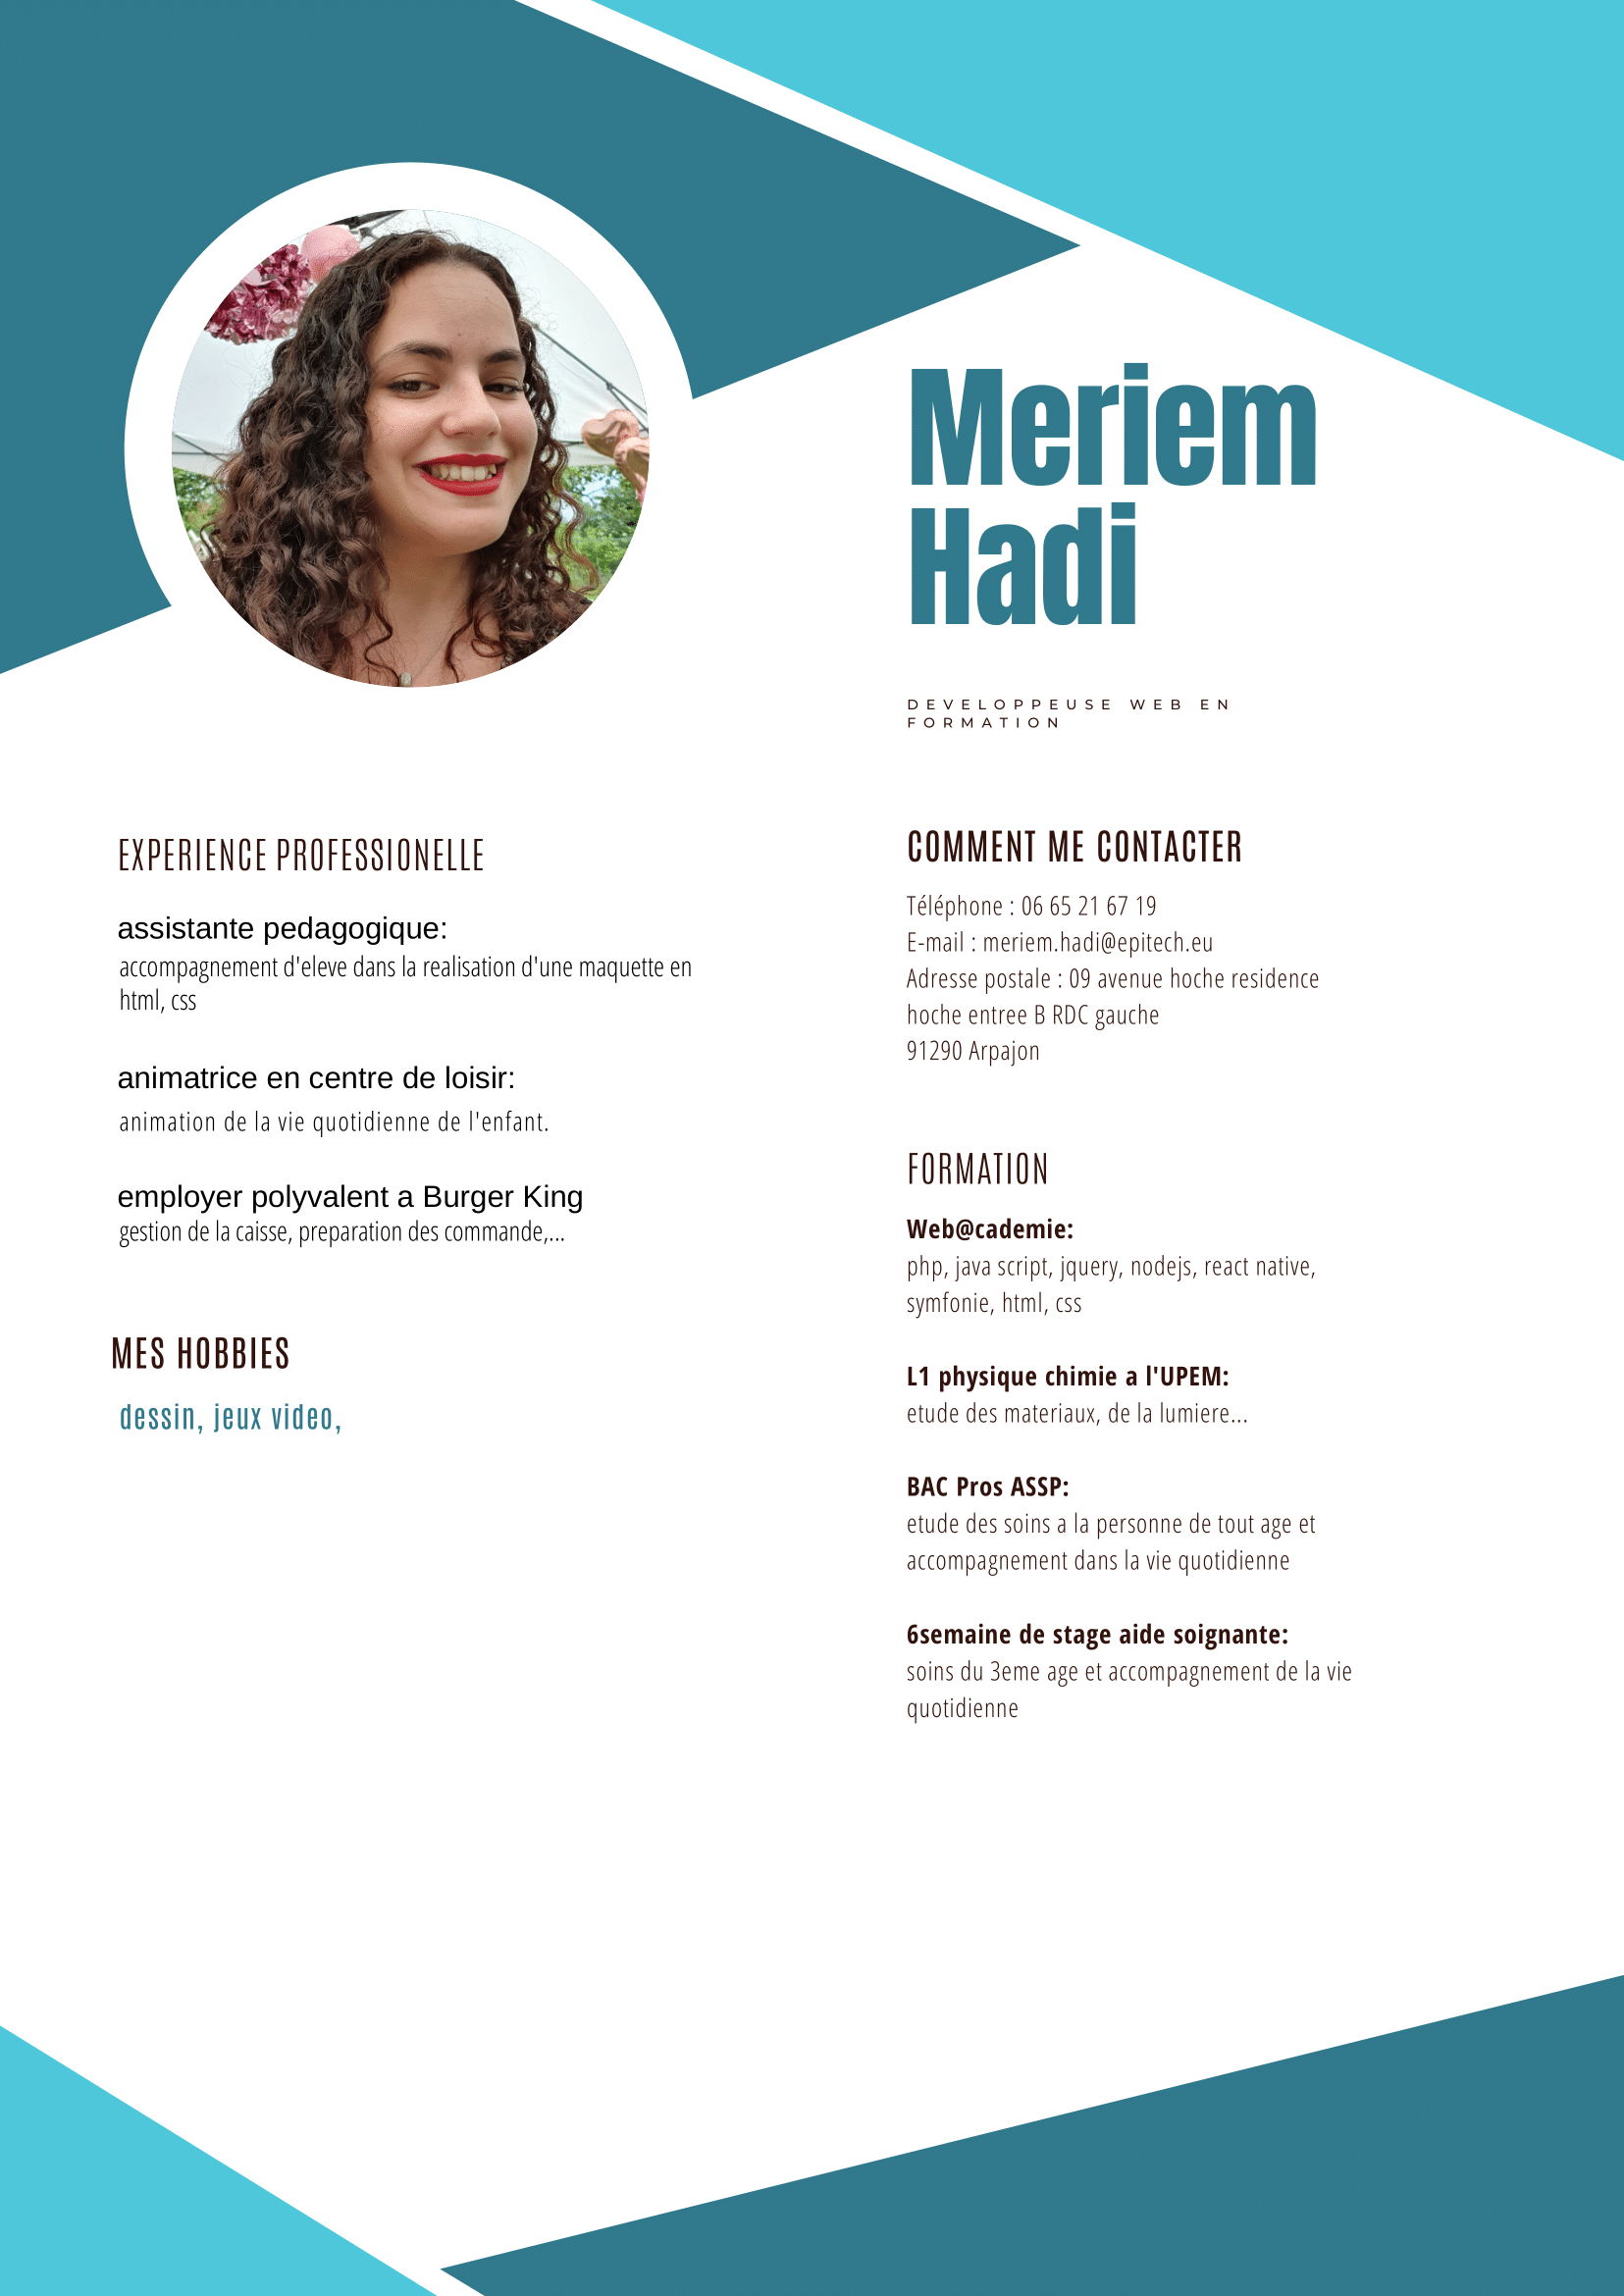 Meriem
Hadi
DEVELOPPEUSE WEB EN
FORMATION
EXPERIENCE PROFESSIONELLE
assistante pedagogique:
accompagnement d'eleve dans la realisation d'une maquette en
html, css
animatrice en centre de loisir:
animation de la vie quotidienne de l'enfant.
employer polyvalent a Burger King
gestion de la caisse, preparation des commande,...
MES HOBBIES
dessin, jeux video,
COMMENT ME CONTACTER
Téléphone : 06 65 21 67 19
E-mail : meriem.hadi@epitech.eu
Adresse postale : 09 avenue hoche residence
hoche entree B RDC gauche
91290 Arpajon
FORMATION
Web@cademie:
php, java script, jquery, nodejs, react native,
symfonie, html, css
L1 physique chimie a l'UPEM:
etude des materiaux, de la lumiere...
BAC Pros ASSP:
etude des soins a la personne de tout age et
accompagnement dans la vie quotidienne
6semaine de stage aide soignante:
soins du 3eme age et accompagnement de la vie
quotidienne